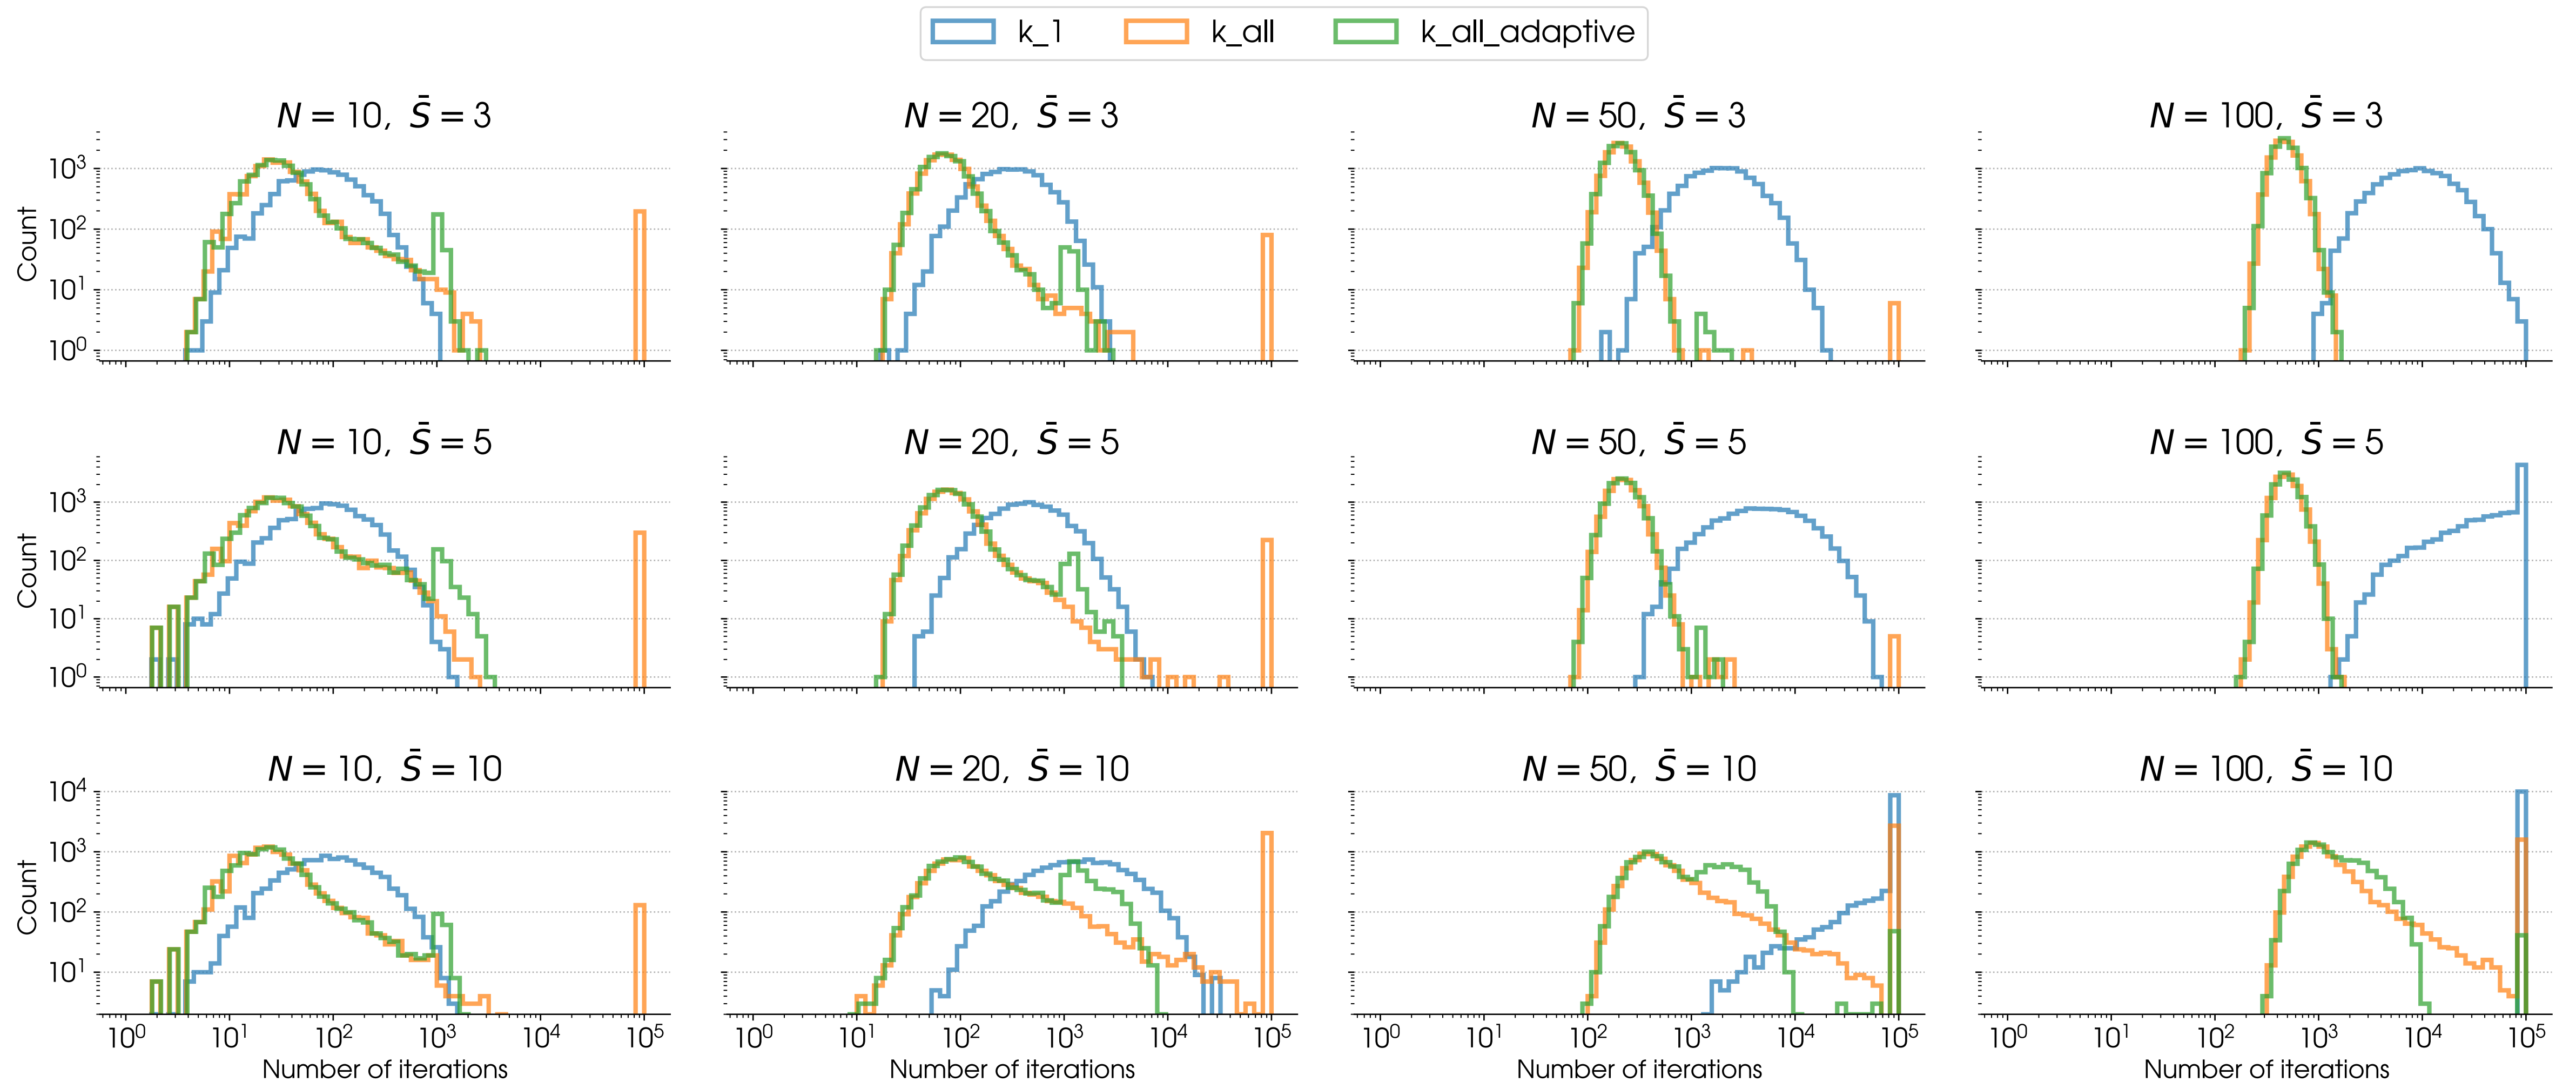 k_1 k_all k_all_adaptive
N = 10, S̄ = 3 N = 20, S̄ = 3 N = 50, S̄ = 3 N = 100, S̄ = 3
10³
10²
10¹
10⁰
Count
N = 10, S̄ = 5 N = 20, S̄ = 5 N = 50, S̄ = 5 N = 100, S̄ = 5
10³
10²
10¹
10⁰
Count
N = 10, S̄ = 10 N = 20, S̄ = 10 N = 50, S̄ = 10 N = 100, S̄ = 10
10⁴
10³
10²
10¹
Count
10⁰ 10¹ 10² 10³ 10⁴ 10⁵ 10⁰ 10¹ 10² 10³ 10⁴ 10⁵ 10⁰ 10¹ 10² 10³ 10⁴ 10⁵ 10⁰ 10¹ 10² 10³ 10⁴ 10⁵
Number of iterations Number of iterations Number of iterations Number of iterations